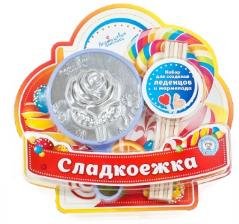 Набор для создания
леденцов
и мармелада
Сладкоежка